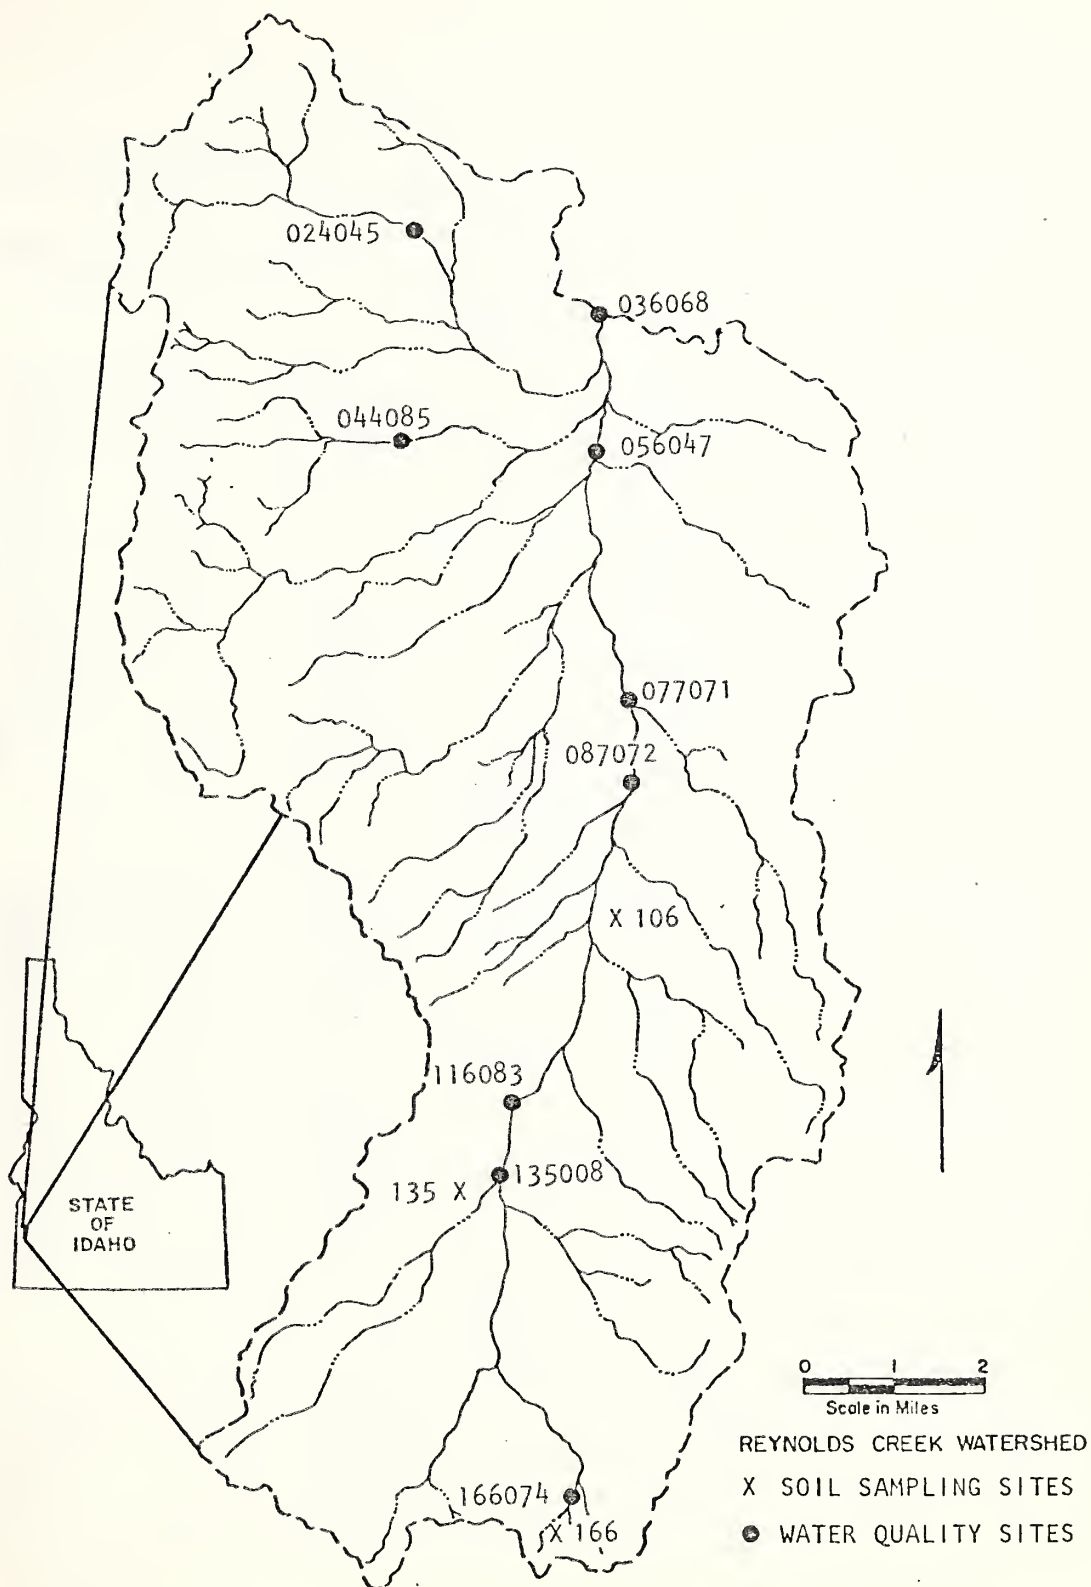 024045
036068
044085
056047
077071
087072
X 106
116083
135 X
135008
STATE
OF
IDAHO
0 1 2
Scale in Miles
REYNOLDS CREEK WATERSHED
X SOIL SAMPLING SITES
WATER QUALITY SITES
166074
X 166